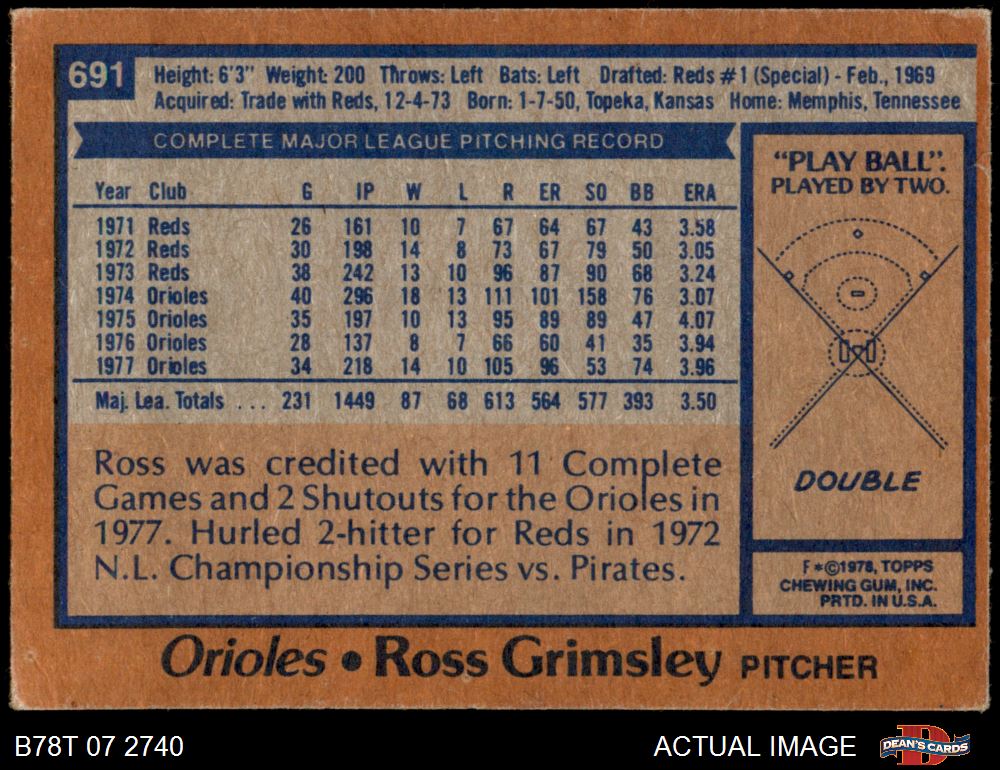 691
Height: 6'3" Weight: 200 Throws: Left Bats: Left Drafted: Reds #1 (Special) - Feb., 1969
Acquired: Trade with Reds, 12-4-73 Born: 1-7-50, Topeka, Kansas Home: Memphis, Tennessee
COMPLETE MAJOR LEAGUE PITCHING RECORD
Year Club G IP W L R ER SO BB ERA
1971 Reds 26 161 10 7 67 64 67 43 3.58
1972 Reds 30 198 14 8 73 67 79 50 3.05
1973 Reds 38 242 13 10 96 87 90 68 3.24
1974 Orioles 40 296 18 13 111 101 158 76 3.07
1975 Orioles 35 197 10 13 95 89 89 47 4.07
1976 Orioles 28 137 8 7 66 60 41 35 3.94
1977 Orioles 34 218 14 10 105 96 53 74 3.96
Maj. Lea. Totals ... 231 1449 87 68 613 564 577 393 3.50
Ross was credited with 11 Complete
Games and 2 Shutouts for the Orioles in
1977. Hurled 2-hitter for Reds in 1972
N.L. Championship Series vs. Pirates.
"PLAY BALL".
PLAYED BY TWO.
DOUBLE
F*©1978, TOPPS
CHEWING GUM, INC.
PRTD. IN U.S.A.
Orioles • Ross Grimsley PITCHER
B78T 07 2740
ACTUAL IMAGE
D
DEAN'S CARDS